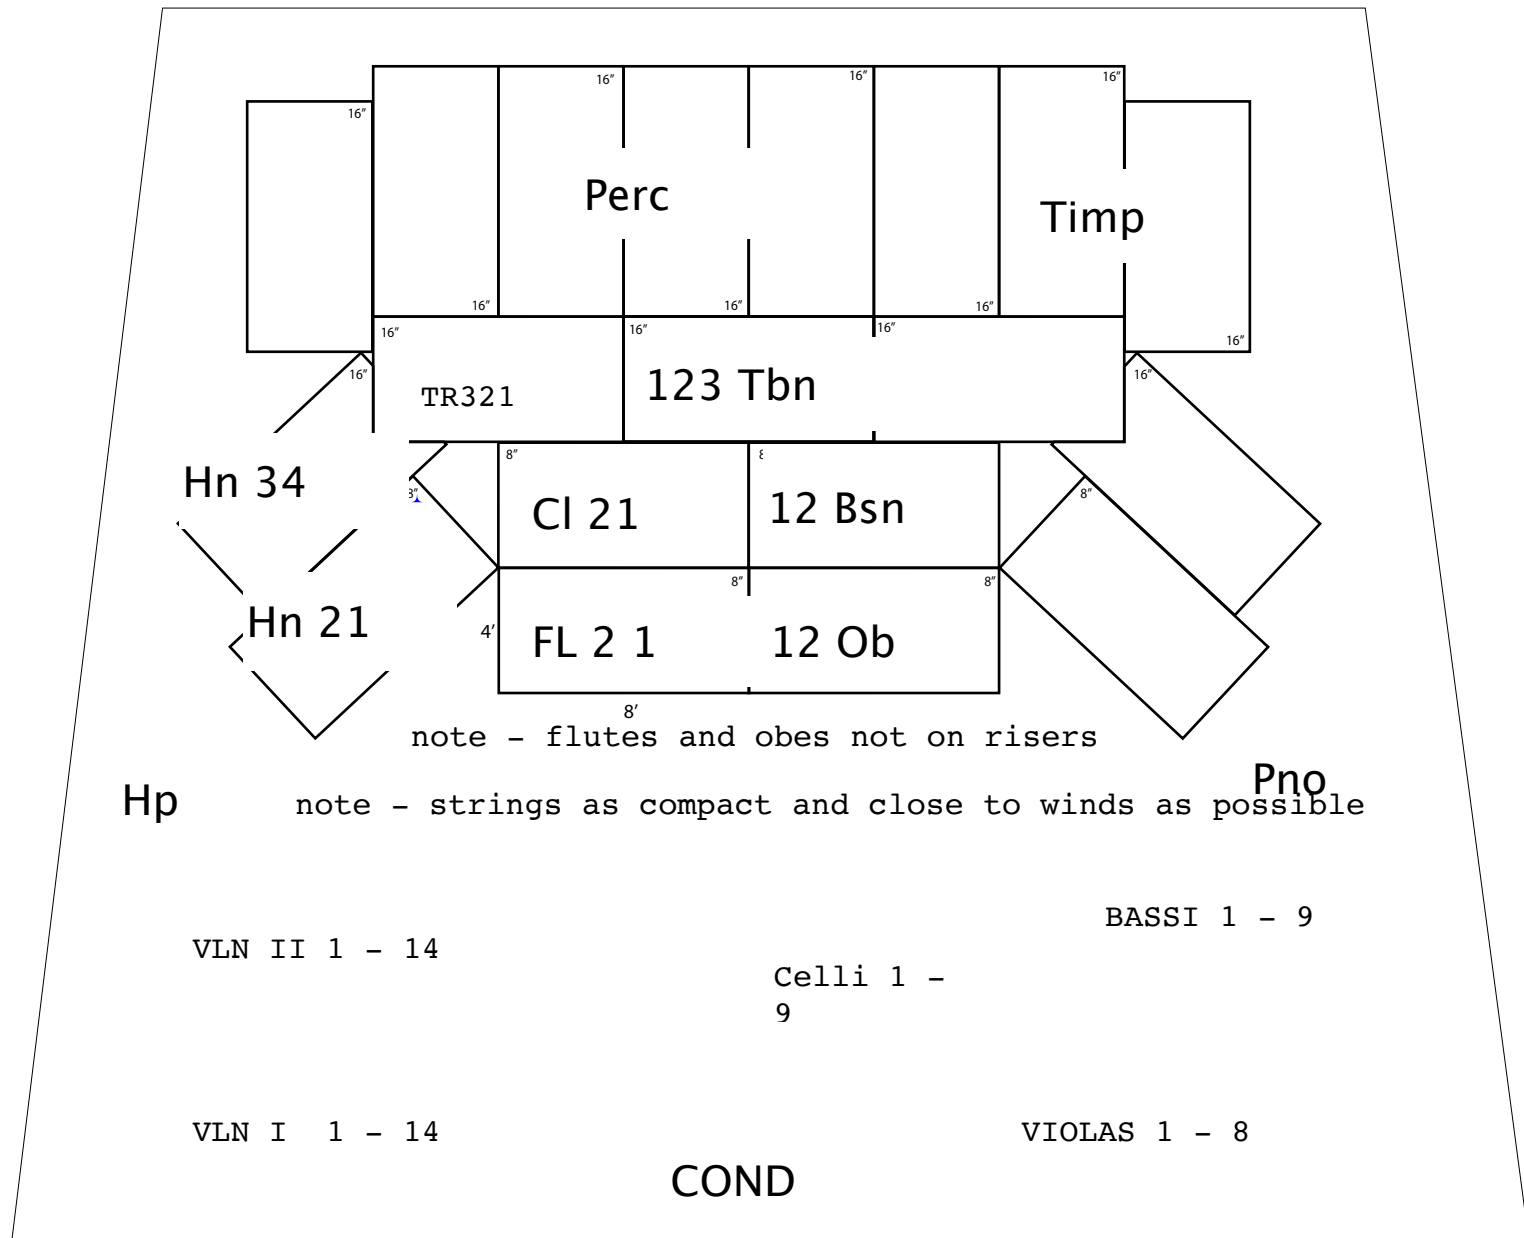 16” 16” 16”
16”
Perc
Timp
16” 16” 16”
16” 16” 16”
16”
16” 16”
TR321 123 Tbn
8”
Hn 34 8” 8”
Cl 21 12 Bsn
8” 8”
Hn 21 4’ FL 2 1 12 Ob
8’
note – flutes and obes not on risers
Pno
Hp note – strings as compact and close to winds as possible
BASSI 1 – 9
VLN II 1 – 14
Celli 1 –
9
VLN I 1 – 14 VIOLAS 1 – 8
COND